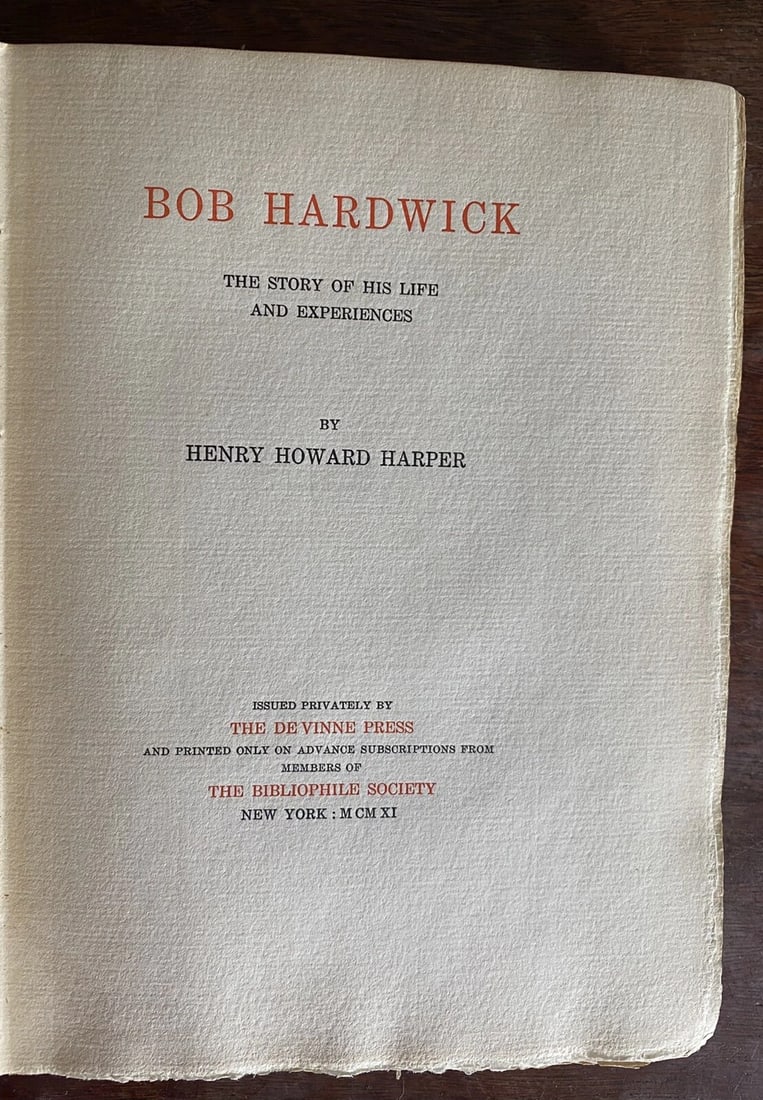 BOB HARDWICK
THE STORY OF HIS LIFE
AND EXPERIENCES
BY
HENRY HOWARD HARPER
ISSUED PRIVATELY BY
THE DE VINNE PRESS
AND PRINTED ONLY ON ADVANCE SUBSCRIPTIONS FROM
MEMBERS OF
THE BIBLIOPHILE SOCIETY
NEW YORK : MCMXI